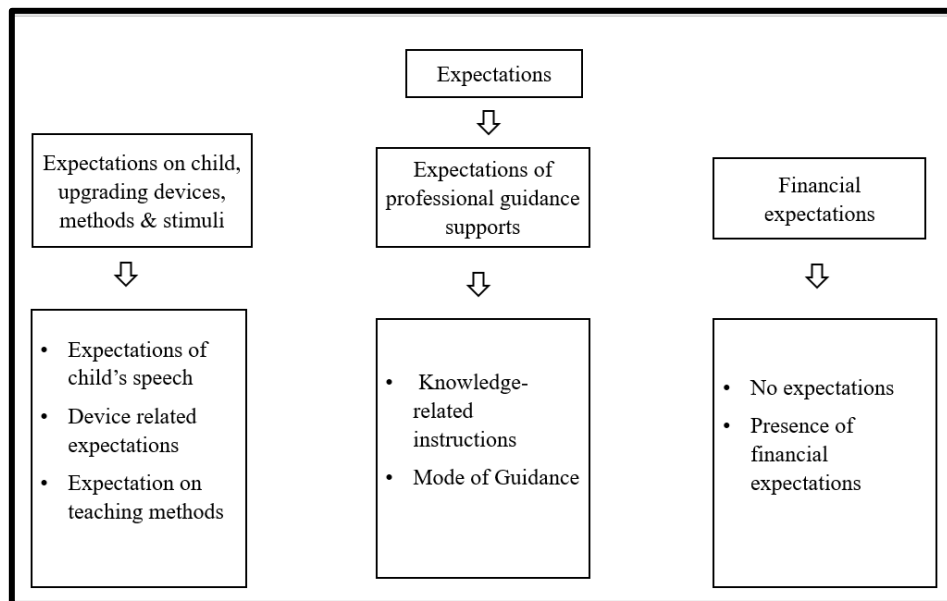 Expectations
Expectations on child,
upgrading devices,
methods & stimuli
Expectations of
professional guidance
supports
Financial
expectations
• Expectations of
child’s speech
• Device related
expectations
• Expectation on
teaching methods
• Knowledge-
related
instructions
• Mode of Guidance
• No expectations
• Presence of
financial
expectations